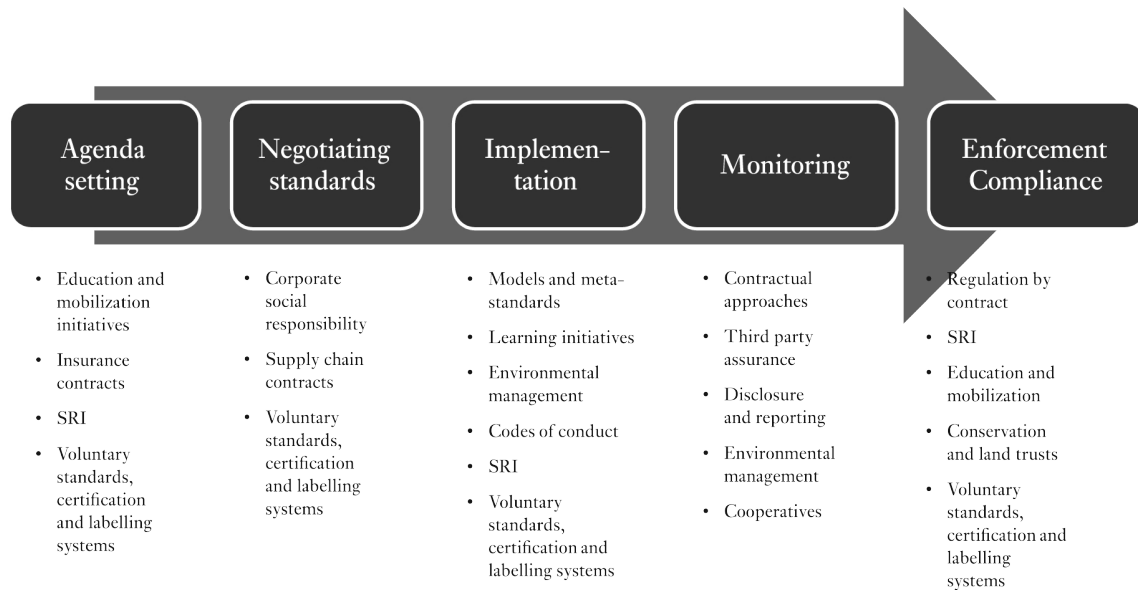 Agenda
setting
Negotiating
standards
Implemen-
tation
Monitoring
Enforcement
Compliance
• Education and
mobilization
initiatives
• Insurance
contracts
• SRI
• Voluntary
standards,
certification
and labelling
systems
• Corporate
social
responsibility
• Supply chain
contracts
• Voluntary
standards,
certification
and labelling
systems
• Models and meta-
standards
• Learning initiatives
• Environmental
management
• Codes of conduct
• SRI
• Voluntary
standards,
certification and
labelling systems
• Contractual
approaches
• Third party
assurance
• Disclosure
and reporting
• Environmental
management
• Cooperatives
• Regulation by
contract
• SRI
• Education and
mobilization
• Conservation
and land trusts
• Voluntary
standards,
certification and
labelling
systems